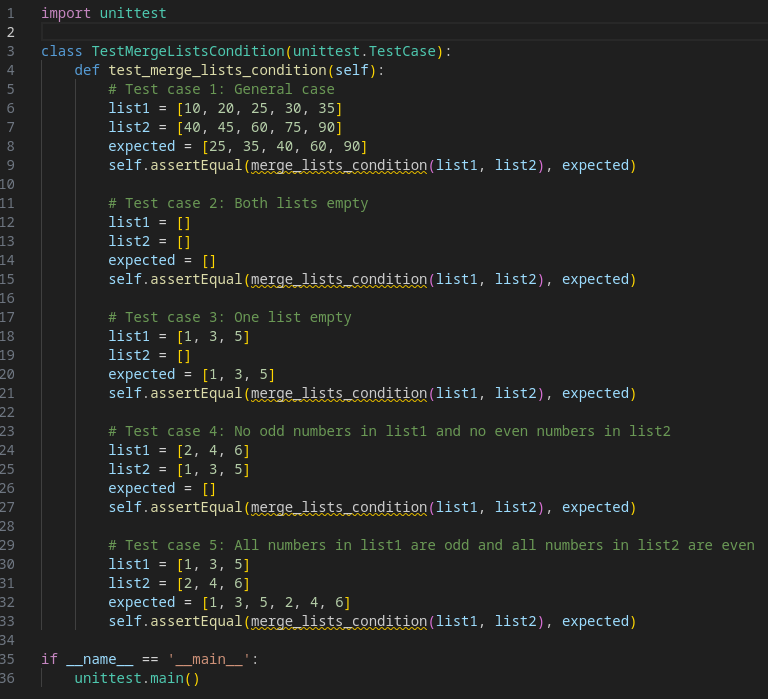 1 import unittest
2
3 class TestMergeListsCondition(unittest.TestCase):
4     def test_merge_lists_condition(self):
5         # Test case 1: General case
6         list1 = [10, 20, 25, 30, 35]
7         list2 = [40, 45, 60, 75, 90]
8         expected = [25, 35, 40, 60, 90]
9         self.assertEqual(merge_lists_condition(list1, list2), expected)
10
11         # Test case 2: Both lists empty
12         list1 = []
13         list2 = []
14         expected = []
15         self.assertEqual(merge_lists_condition(list1, list2), expected)
16
17         # Test case 3: One list empty
18         list1 = [1, 3, 5]
19         list2 = []
20         expected = [1, 3, 5]
21         self.assertEqual(merge_lists_condition(list1, list2), expected)
22
23         # Test case 4: No odd numbers in list1 and no even numbers in list2
24         list1 = [2, 4, 6]
25         list2 = [1, 3, 5]
26         expected = []
27         self.assertEqual(merge_lists_condition(list1, list2), expected)
28
29         # Test case 5: All numbers in list1 are odd and all numbers in list2 are even
30         list1 = [1, 3, 5]
31         list2 = [2, 4, 6]
32         expected = [1, 3, 5, 2, 4, 6]
33         self.assertEqual(merge_lists_condition(list1, list2), expected)
34
35 if __name__ == '__main__':
36     unittest.main()